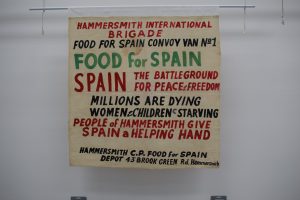 HAMMERSMITH INTERNATIONAL
BRIGADE
FOOD FOR SPAIN CONVOY VAN Nº1
FOOD for SPAIN
SPAIN THE BATTLEGROUND
FOR PEACE & FREEDOM
MILLIONS ARE DYING
WOMEN & CHILDREN STARVING
PEOPLE of HAMMERSMITH GIVE
SPAIN a HELPING HAND
HAMMERSMITH C.P. FOOD for SPAIN
DEPOT 43 BROOK GREEN Rd. Hammersmith